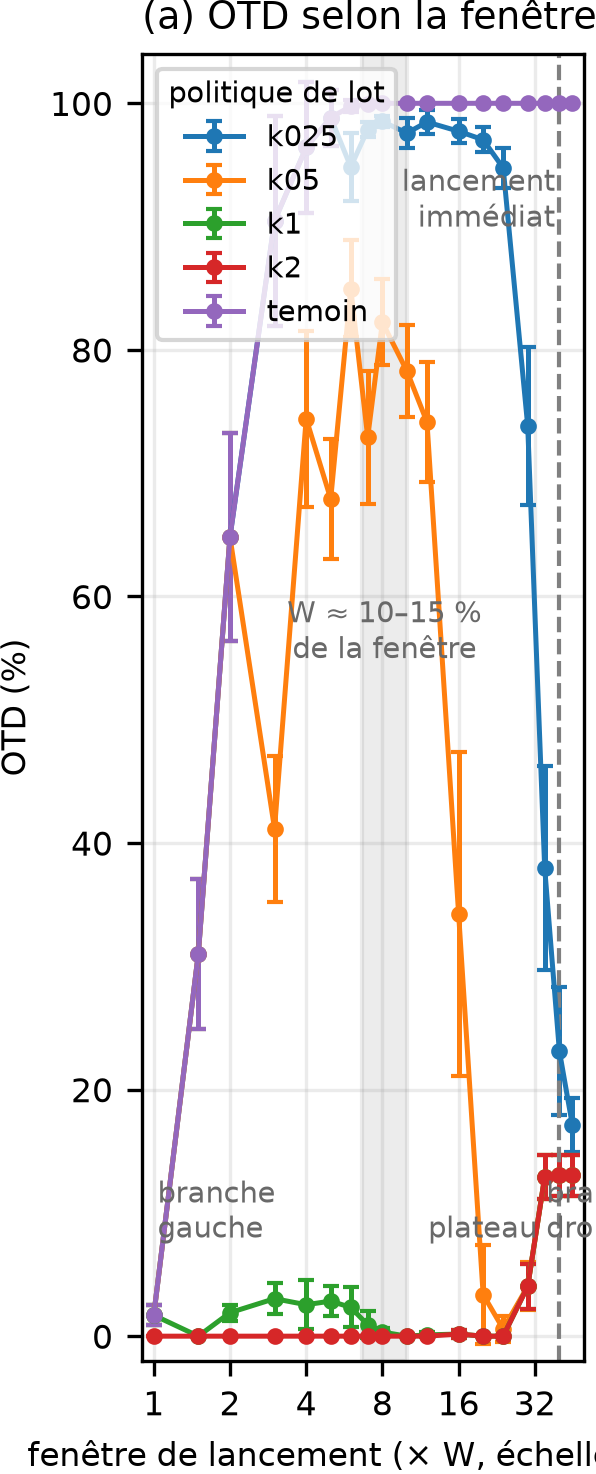 (a) OTD selon la fenêtre
politique de lot
k025
k05
k1
k2
temoin
lancement
immédiat
W ≈ 10–15 %
de la fenêtre
branche
gauche
bra
plateau dro
OTD (%)
100
80
60
40
20
0
1 2 4 8 16 32
fenêtre de lancement (× W, échelle